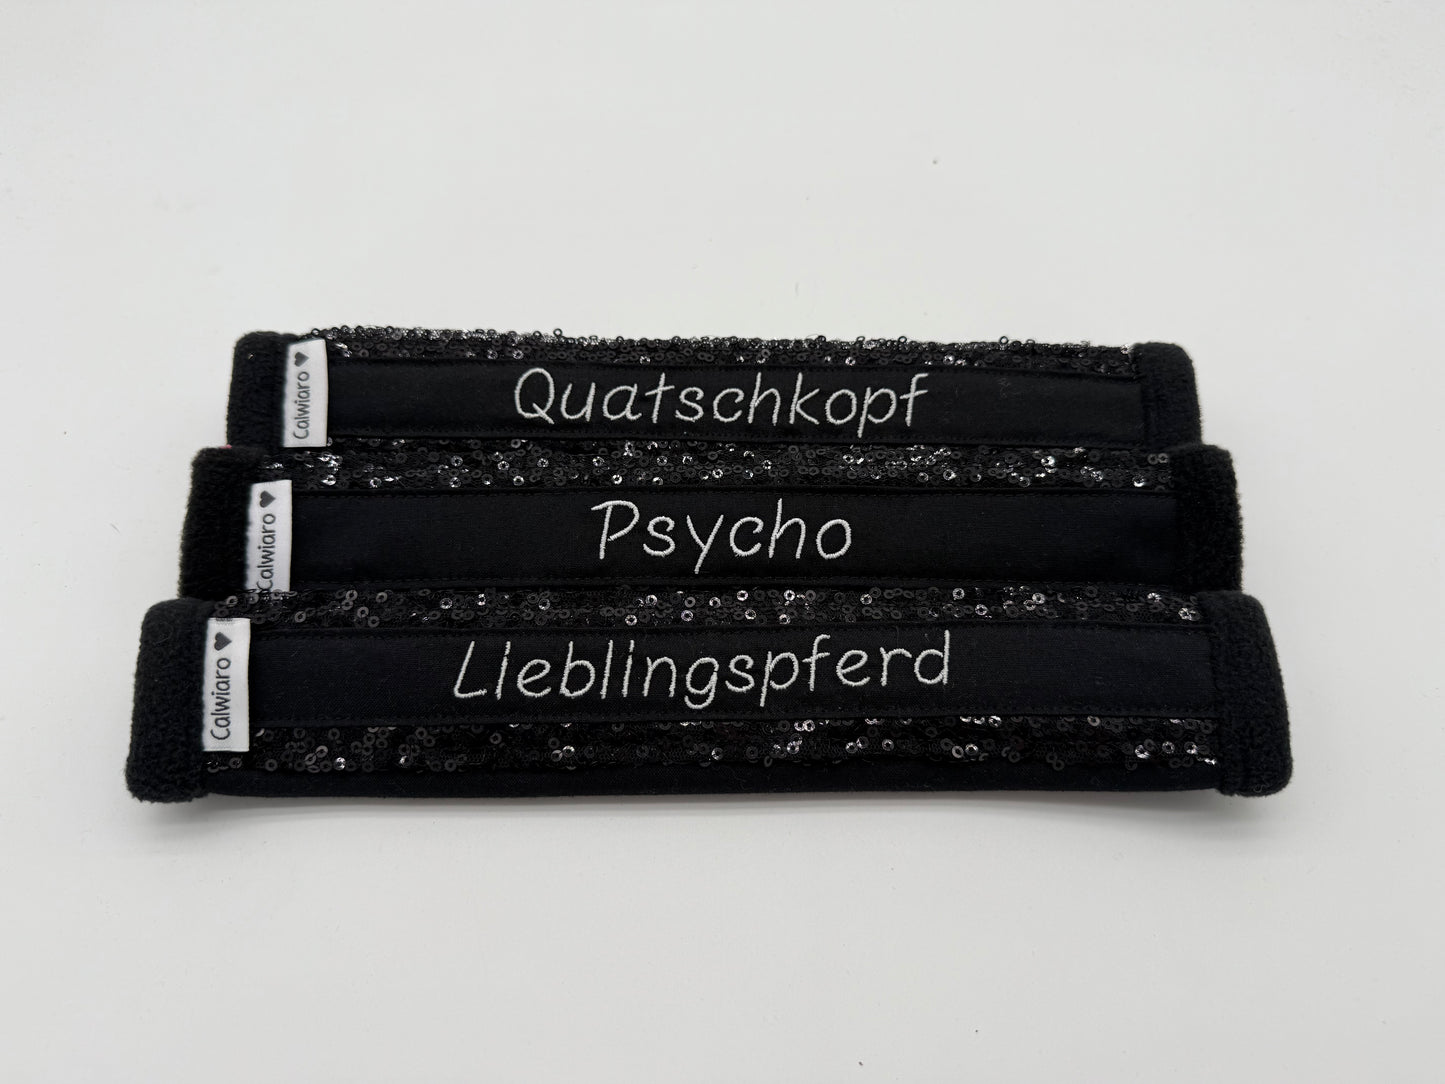 Calwiaro ♥
Quatschkopf
Calwiaro ♥
Psycho
Calwiaro ♥
Lieblingspferd